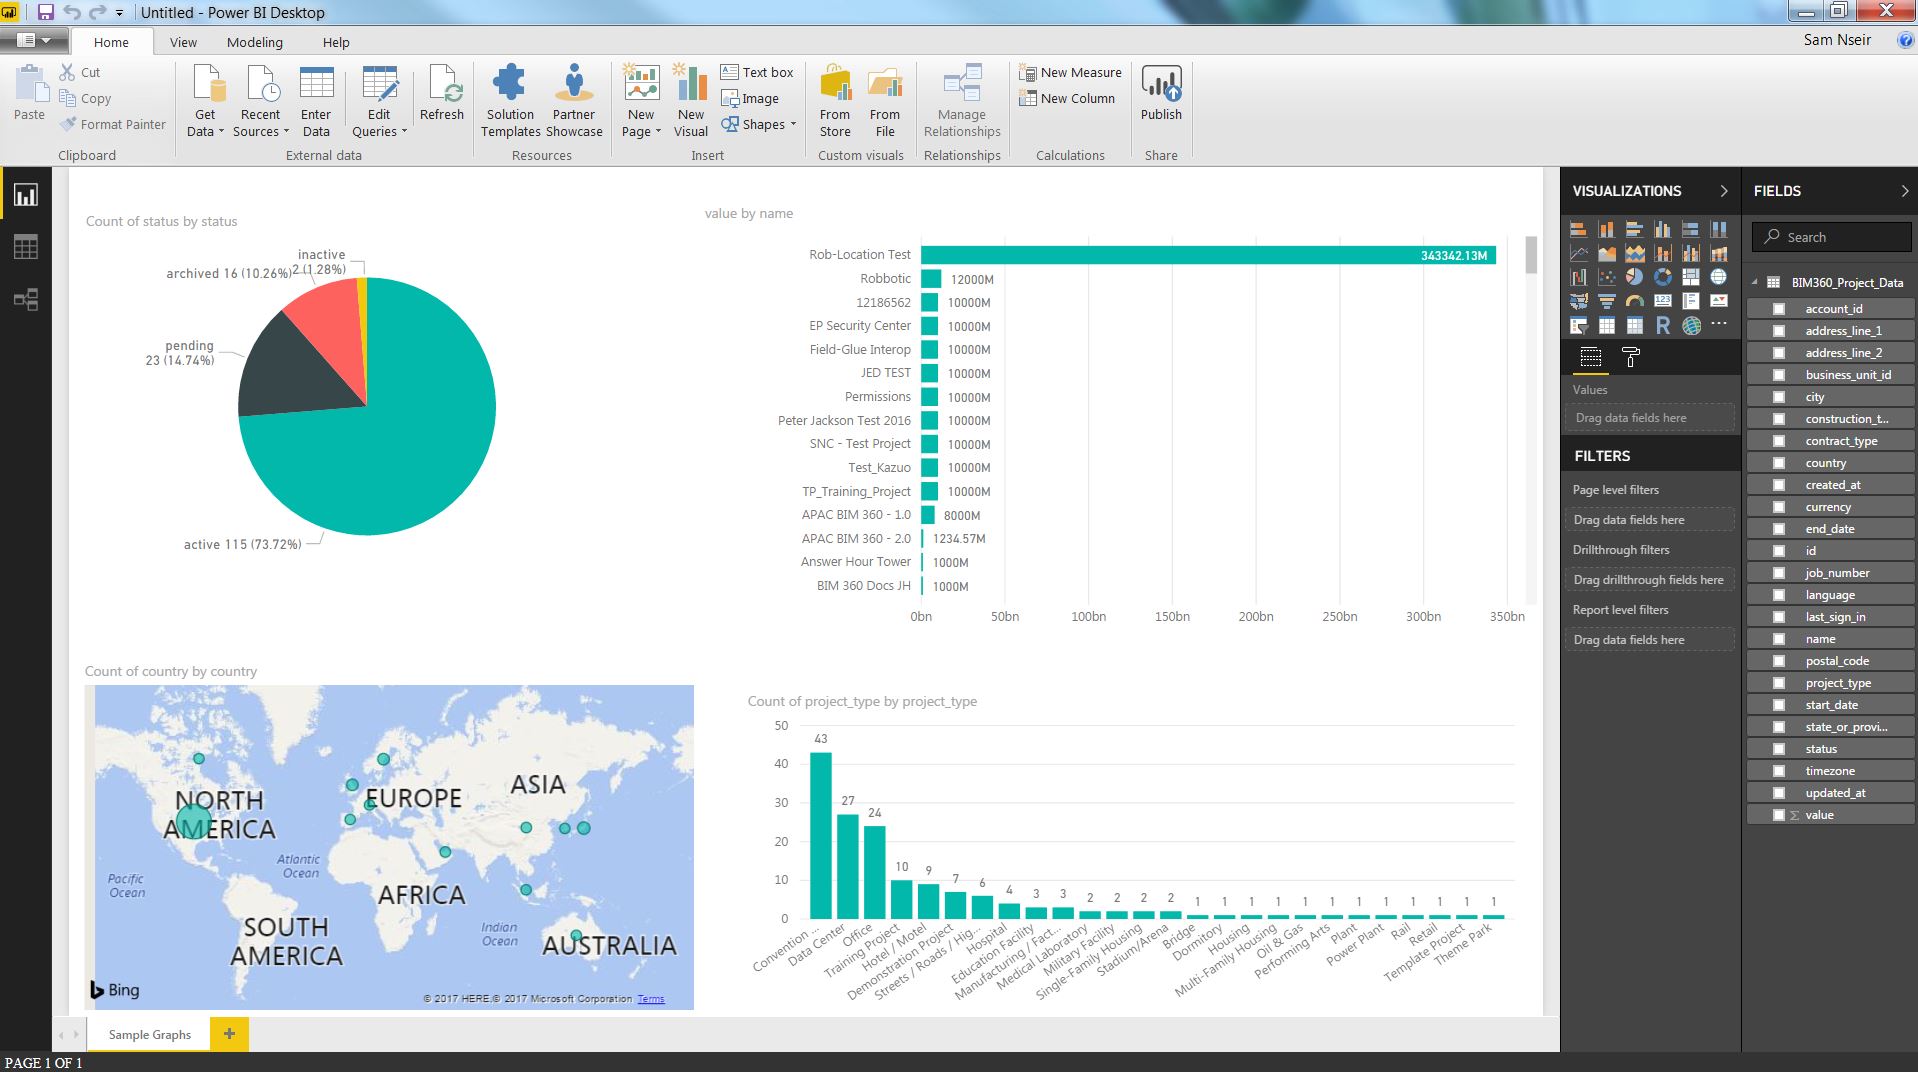 Untitled - Power BI Desktop
Home
View
Modeling
Help
Sam Nseir
Paste
Cut
Copy
Format Painter
Clipboard
Get Data
Recent Sources
Enter Data
Edit Queries
Refresh
External data
Solution Templates
Partner Showcase
Resources
New Page
New Visual
Text box
Image
Shapes
Insert
From Store
From File
Custom visuals
Manage Relationships
Relationships
New Measure
New Column
Calculations
Publish
Share
Count of status by status
inactive
2 (1.28%)
archived 16 (10.26%)
pending
23 (14.74%)
active 115 (73.72%)
value by name
Rob-Location Test 343342.13M
Robbotic 12000M
12186562 10000M
EP Security Center 10000M
Field-Glue Interop 10000M
JED TEST 10000M
Permissions 10000M
Peter Jackson Test 2016 10000M
SNC - Test Project 10000M
Test_Kazuo 10000M
TP_Training_Project 10000M
APAC BIM 360 - 1.0 8000M
APAC BIM 360 - 2.0 1234.57M
Answer Hour Tower 1000M
BIM 360 Docs JH 1000M
0bn 50bn 100bn 150bn 200bn 250bn 300bn 350bn
Count of country by country
NORTH AMERICA
EUROPE
ASIA
Atlantic Ocean
Pacific Ocean
AFRICA
SOUTH AMERICA
Indian Ocean
AUSTRALIA
Bing
© 2017 HERE, © 2017 Microsoft Corporation Terms
Count of project_type by project_type
50
40
30
20
10
0
43 27 24 10 9 7 6 4 3 3 2 2 2 2 1 1 1 1 1 1 1 1 1 1 1 1
Convention ...
Data Center
Office
Training Project
Hotel / Motel
Demonstration Project
Streets / Roads / Hig...
Hospital
Education Facility
Manufacturing / Fact...
Medical Laboratory
Military Facility
Single-Family Housing
Stadium/Arena
Bridge
Dormitory
Housing
Multi-Family Housing
Oil & Gas
Performing Arts
Plant
Power Plant
Rail
Retail
Template Project
Theme Park
VISUALIZATIONS
123
R
Values
Drag data fields here
FILTERS
Page level filters
Drag data fields here
Drillthrough filters
Drag drillthrough fields here
Report level filters
Drag data fields here
FIELDS
Search
BIM360_Project_Data
account_id
address_line_1
address_line_2
business_unit_id
city
construction_t...
contract_type
country
created_at
currency
end_date
id
job_number
language
last_sign_in
name
postal_code
project_type
start_date
state_or_provi...
status
timezone
updated_at
Σ value
Sample Graphs
PAGE 1 OF 1